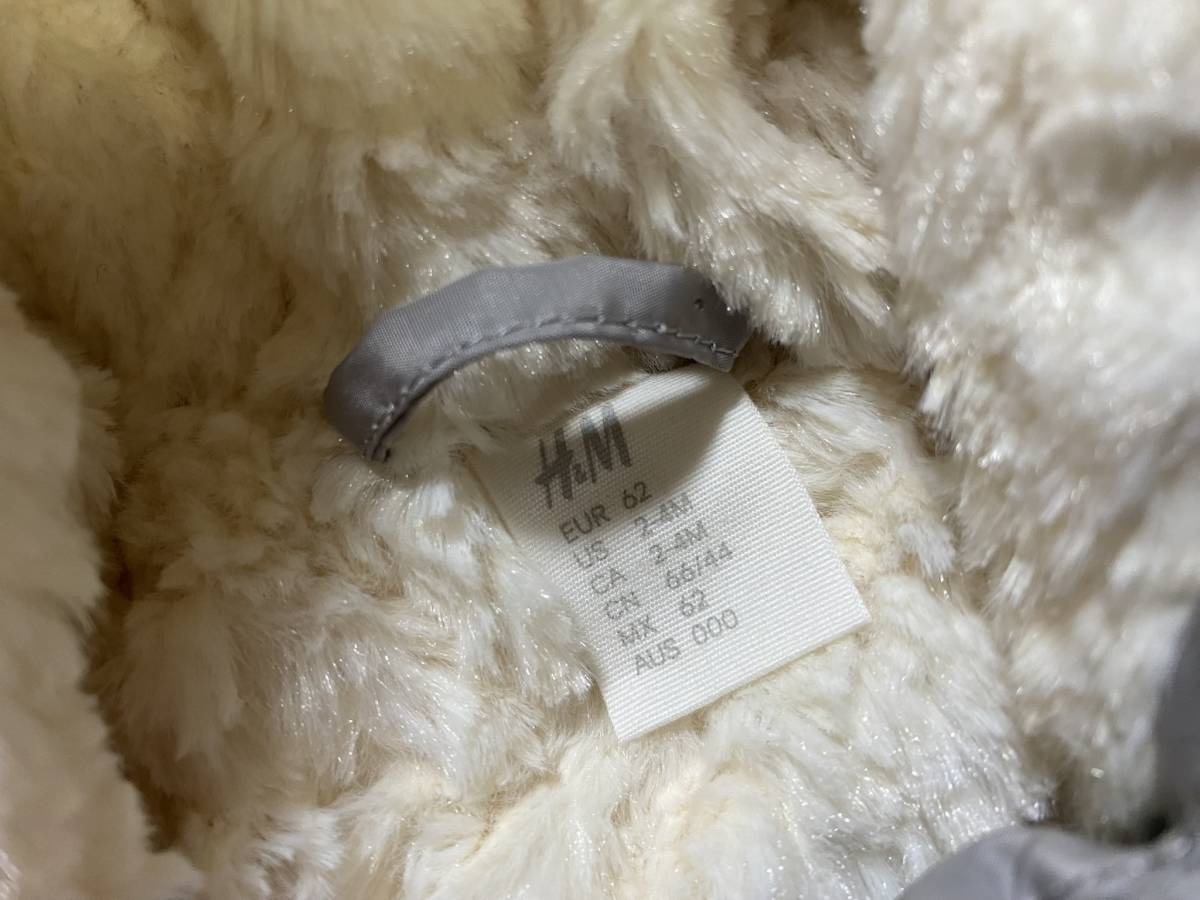 H&M
EUR 62
US 2-4M
CA 2-4M
CN 66/44
MX 62
AUS 000